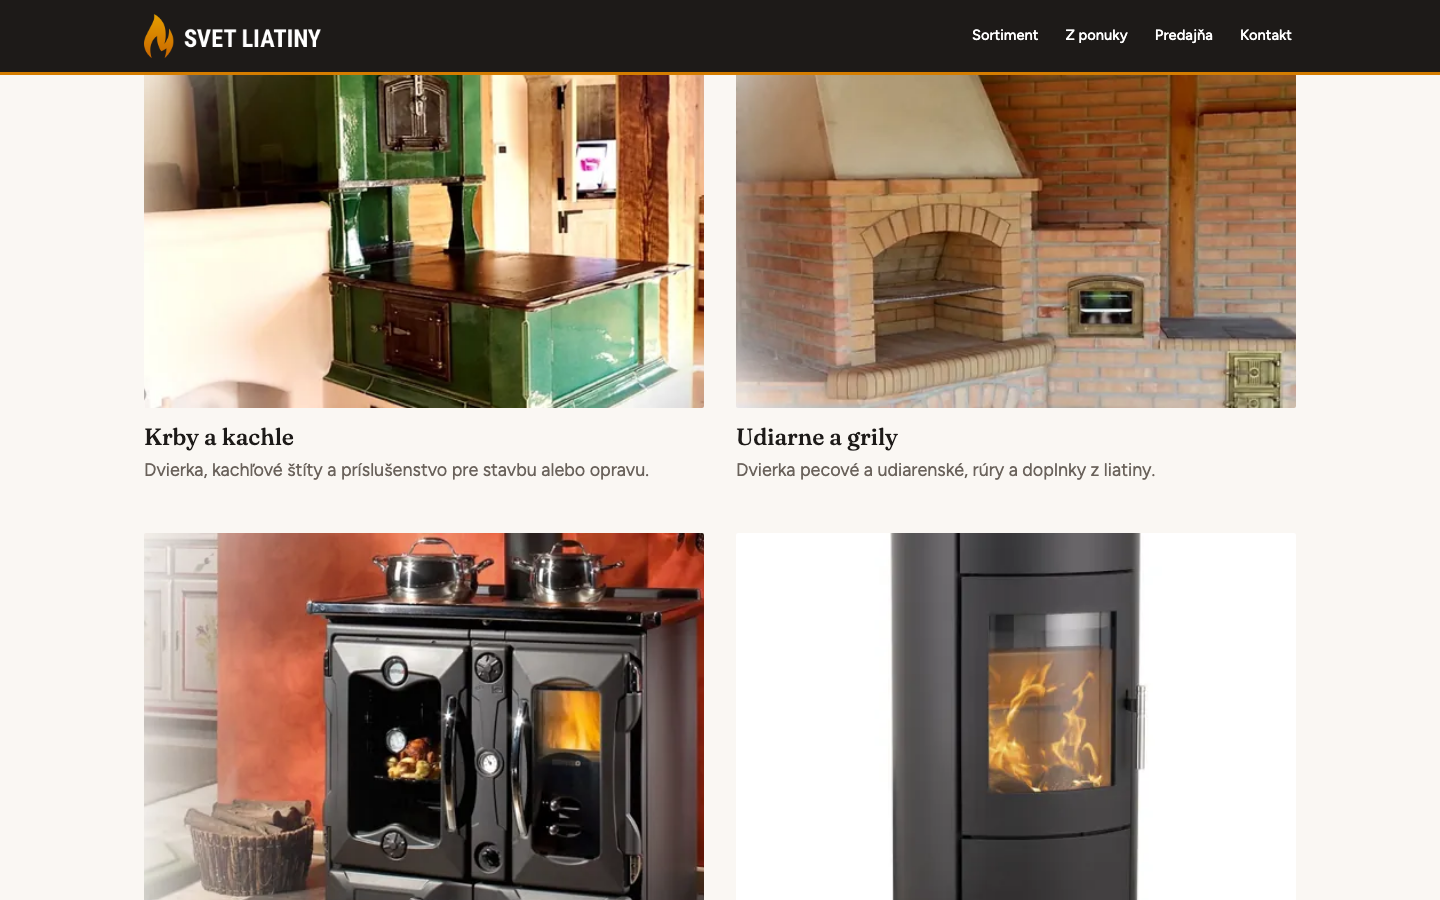 SVET LIATINY
Sortiment
Z ponuky
Predajňa
Kontakt
Krby a kachle
Dvierka, kachľové štíty a príslušenstvo pre stavbu alebo opravu.
Udiarne a grily
Dvierka pecové a udiarenské, rúry a doplnky z liatiny.